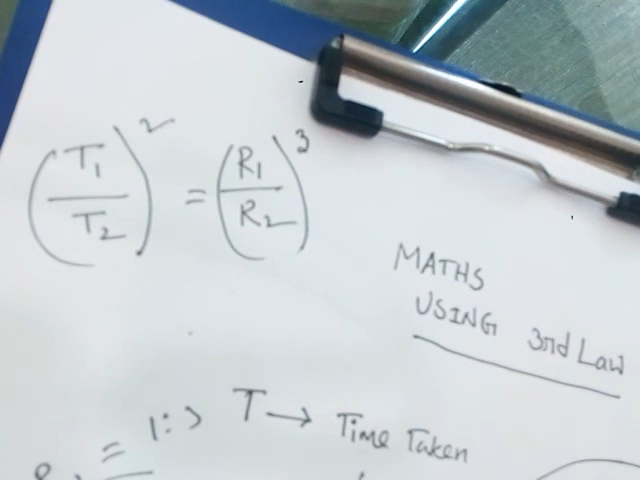 (T1/T2)² = (R1/R2)³
MATHS
USING 3rd Law
= 1:> T → Time Taken